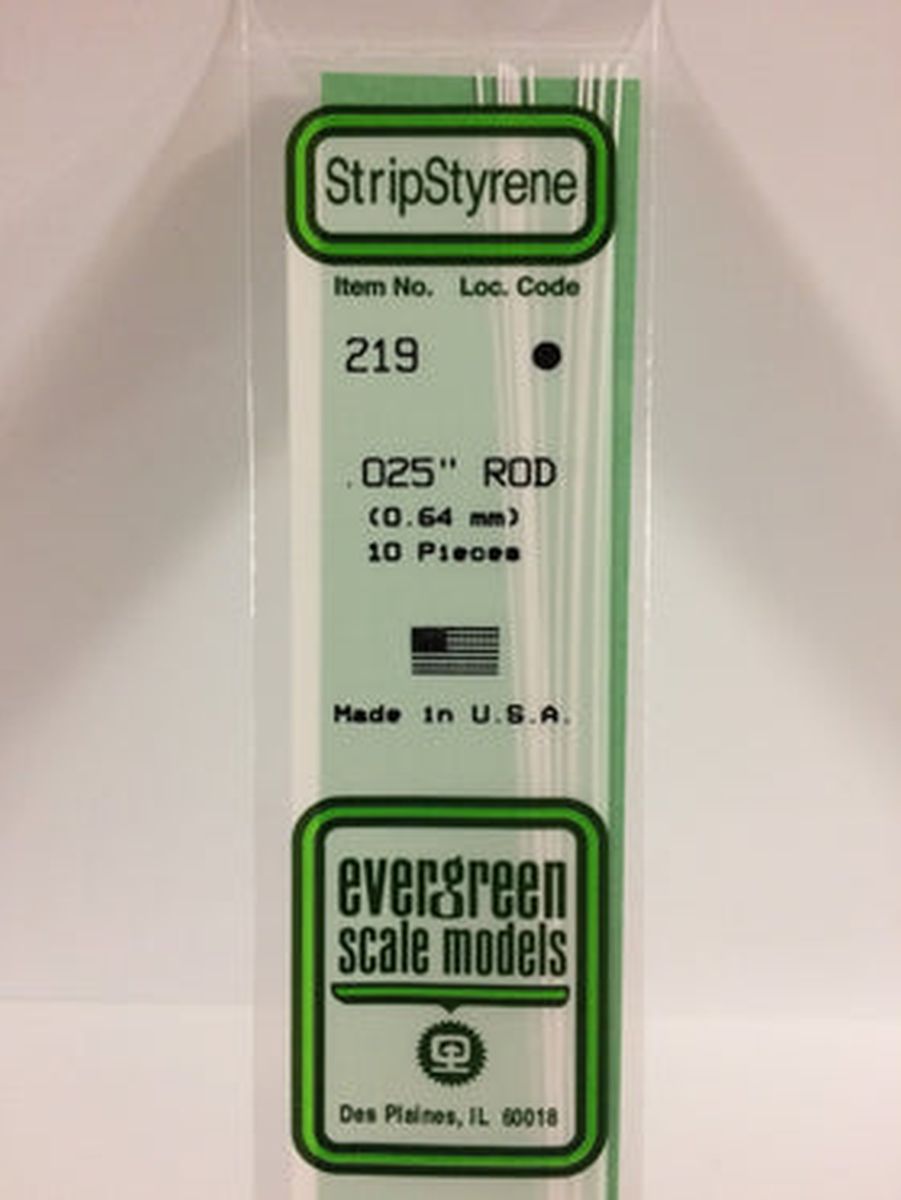 StripStyrene
Item No. Loc. Code
219 ●
.025" ROD
(0.64 mm)
10 Pieces
Made in U.S.A.
evergreen
scale models
Des Plaines, IL 60018